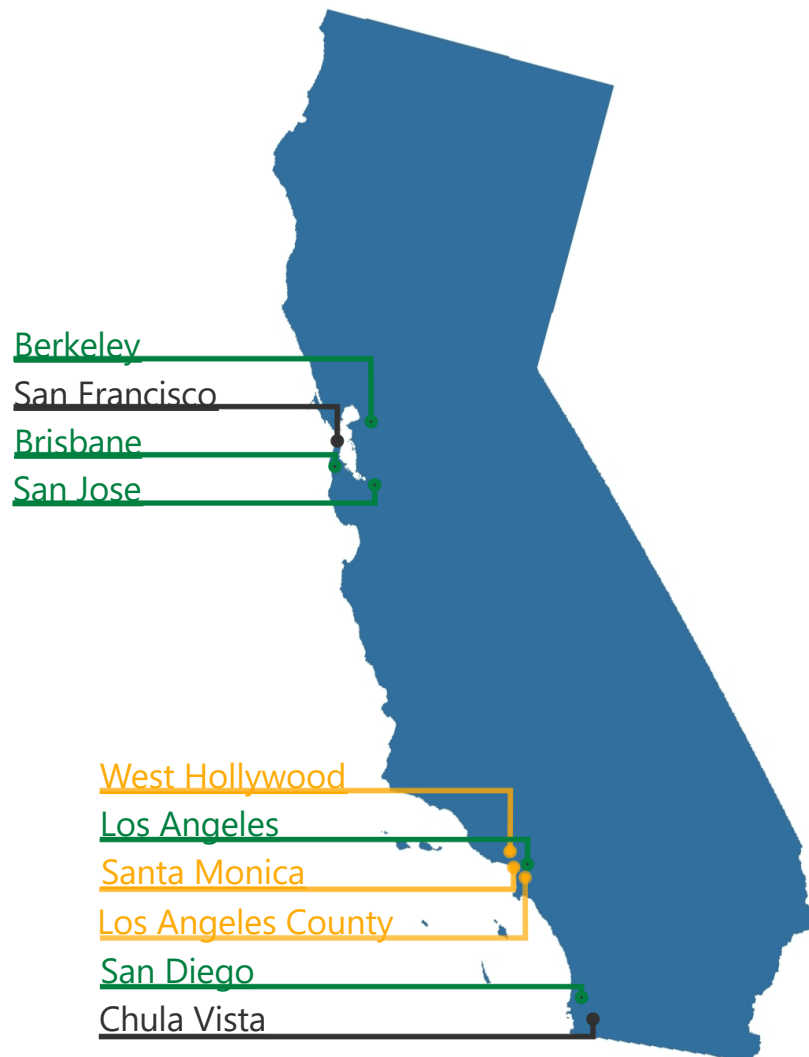 Berkeley
San Francisco
Brisbane
San Jose
West Hollywood
Los Angeles
Santa Monica
Los Angeles County
San Diego
Chula Vista